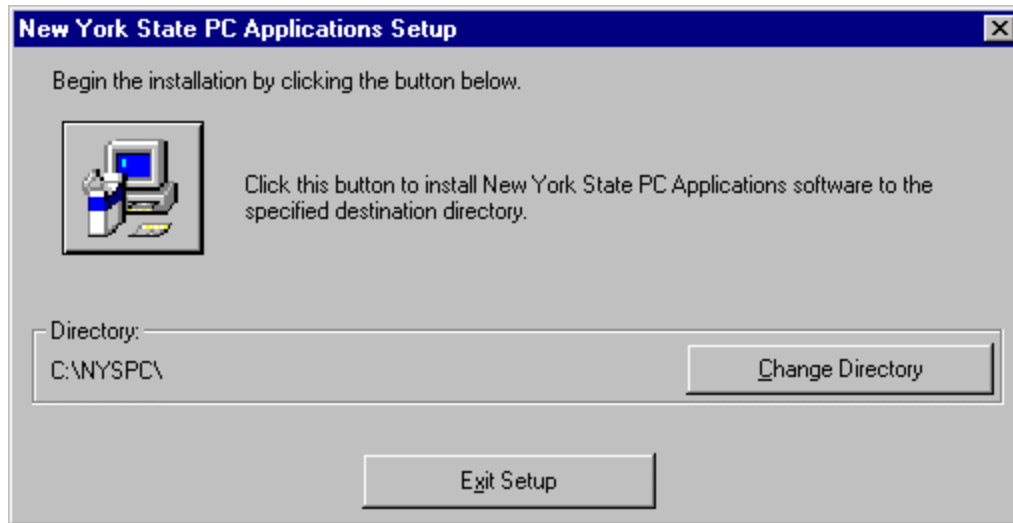 New York State PC Applications Setup
Begin the installation by clicking the button below.
Click this button to install New York State PC Applications software to the
specified destination directory.
Directory:
C:\NYSPC\
Change Directory
Exit Setup